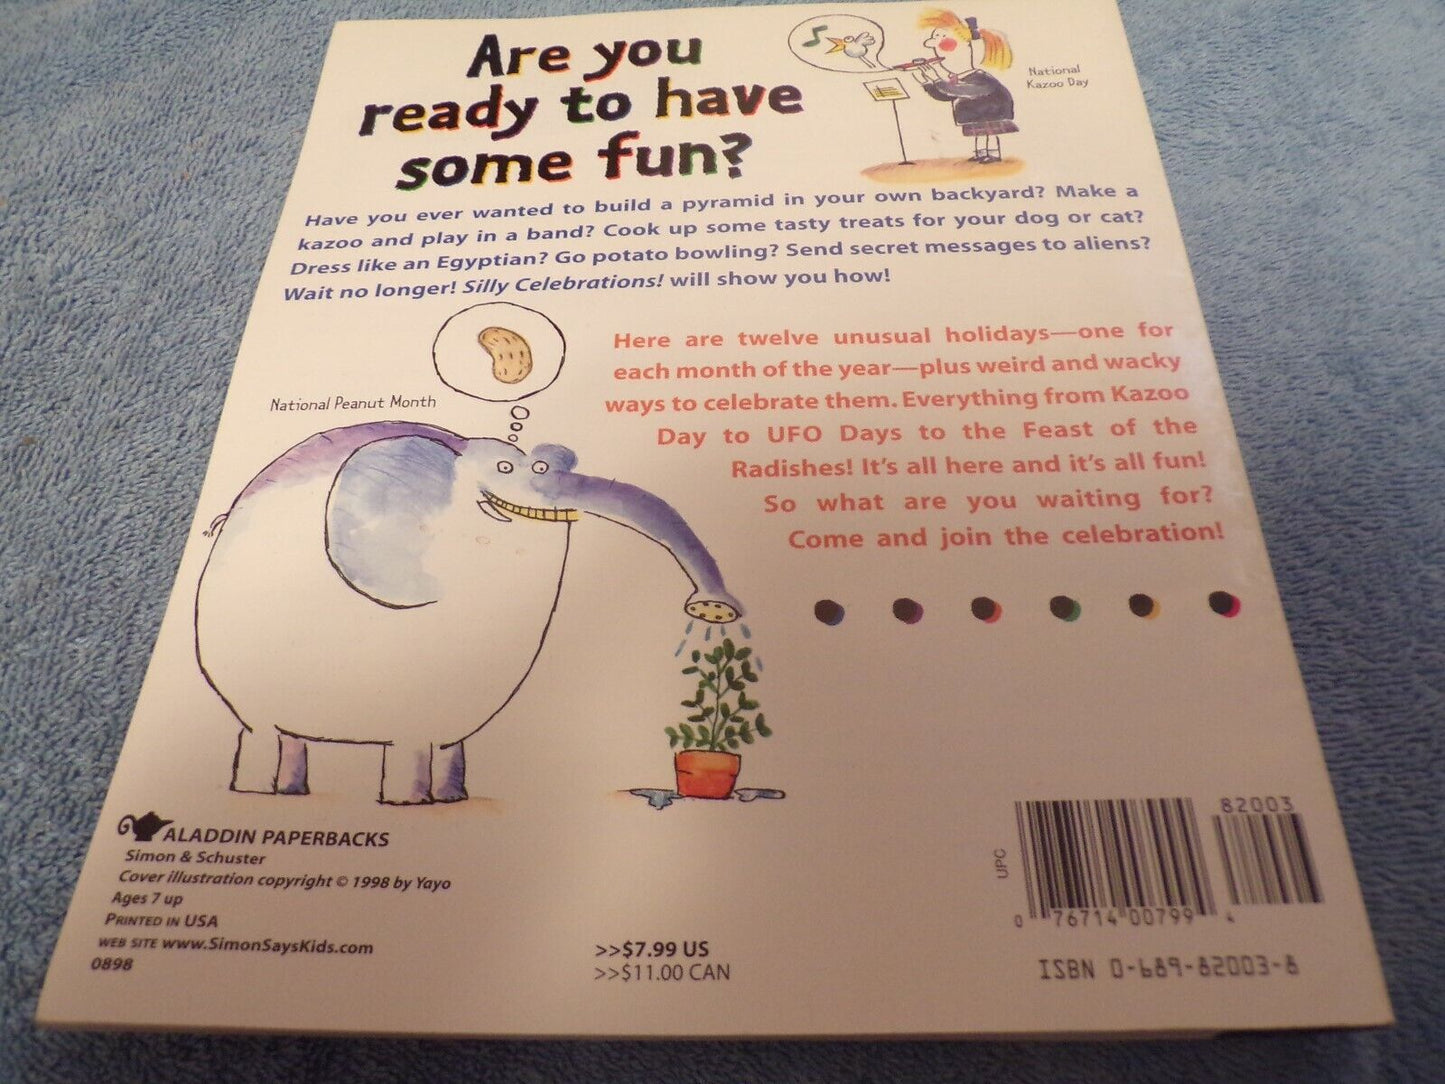 Are you
ready to have
some fun?
National
Kazoo Day
Have you ever wanted to build a pyramid in your own backyard? Make a
kazoo and play in a band? Cook up some tasty treats for your dog or cat?
Dress like an Egyptian? Go potato bowling? Send secret messages to aliens?
Wait no longer! Silly Celebrations! will show you how!
Here are twelve unusual holidays—one for
each month of the year—plus weird and wacky
ways to celebrate them. Everything from Kazoo
Day to UFO Days to the Feast of the
Radishes! It's all here and it's all fun!
So what are you waiting for?
Come and join the celebration!
National Peanut Month
ALADDIN PAPERBACKS
Simon & Schuster
Cover illustration copyright © 1998 by Yayo
Ages 7 up
PRINTED IN USA
WEB SITE www.SimonSaysKids.com
0898
>>$7.99 US
>>$11.00 CAN
UPC
82003
0 76714 00799 4
ISBN 0-689-82003-8